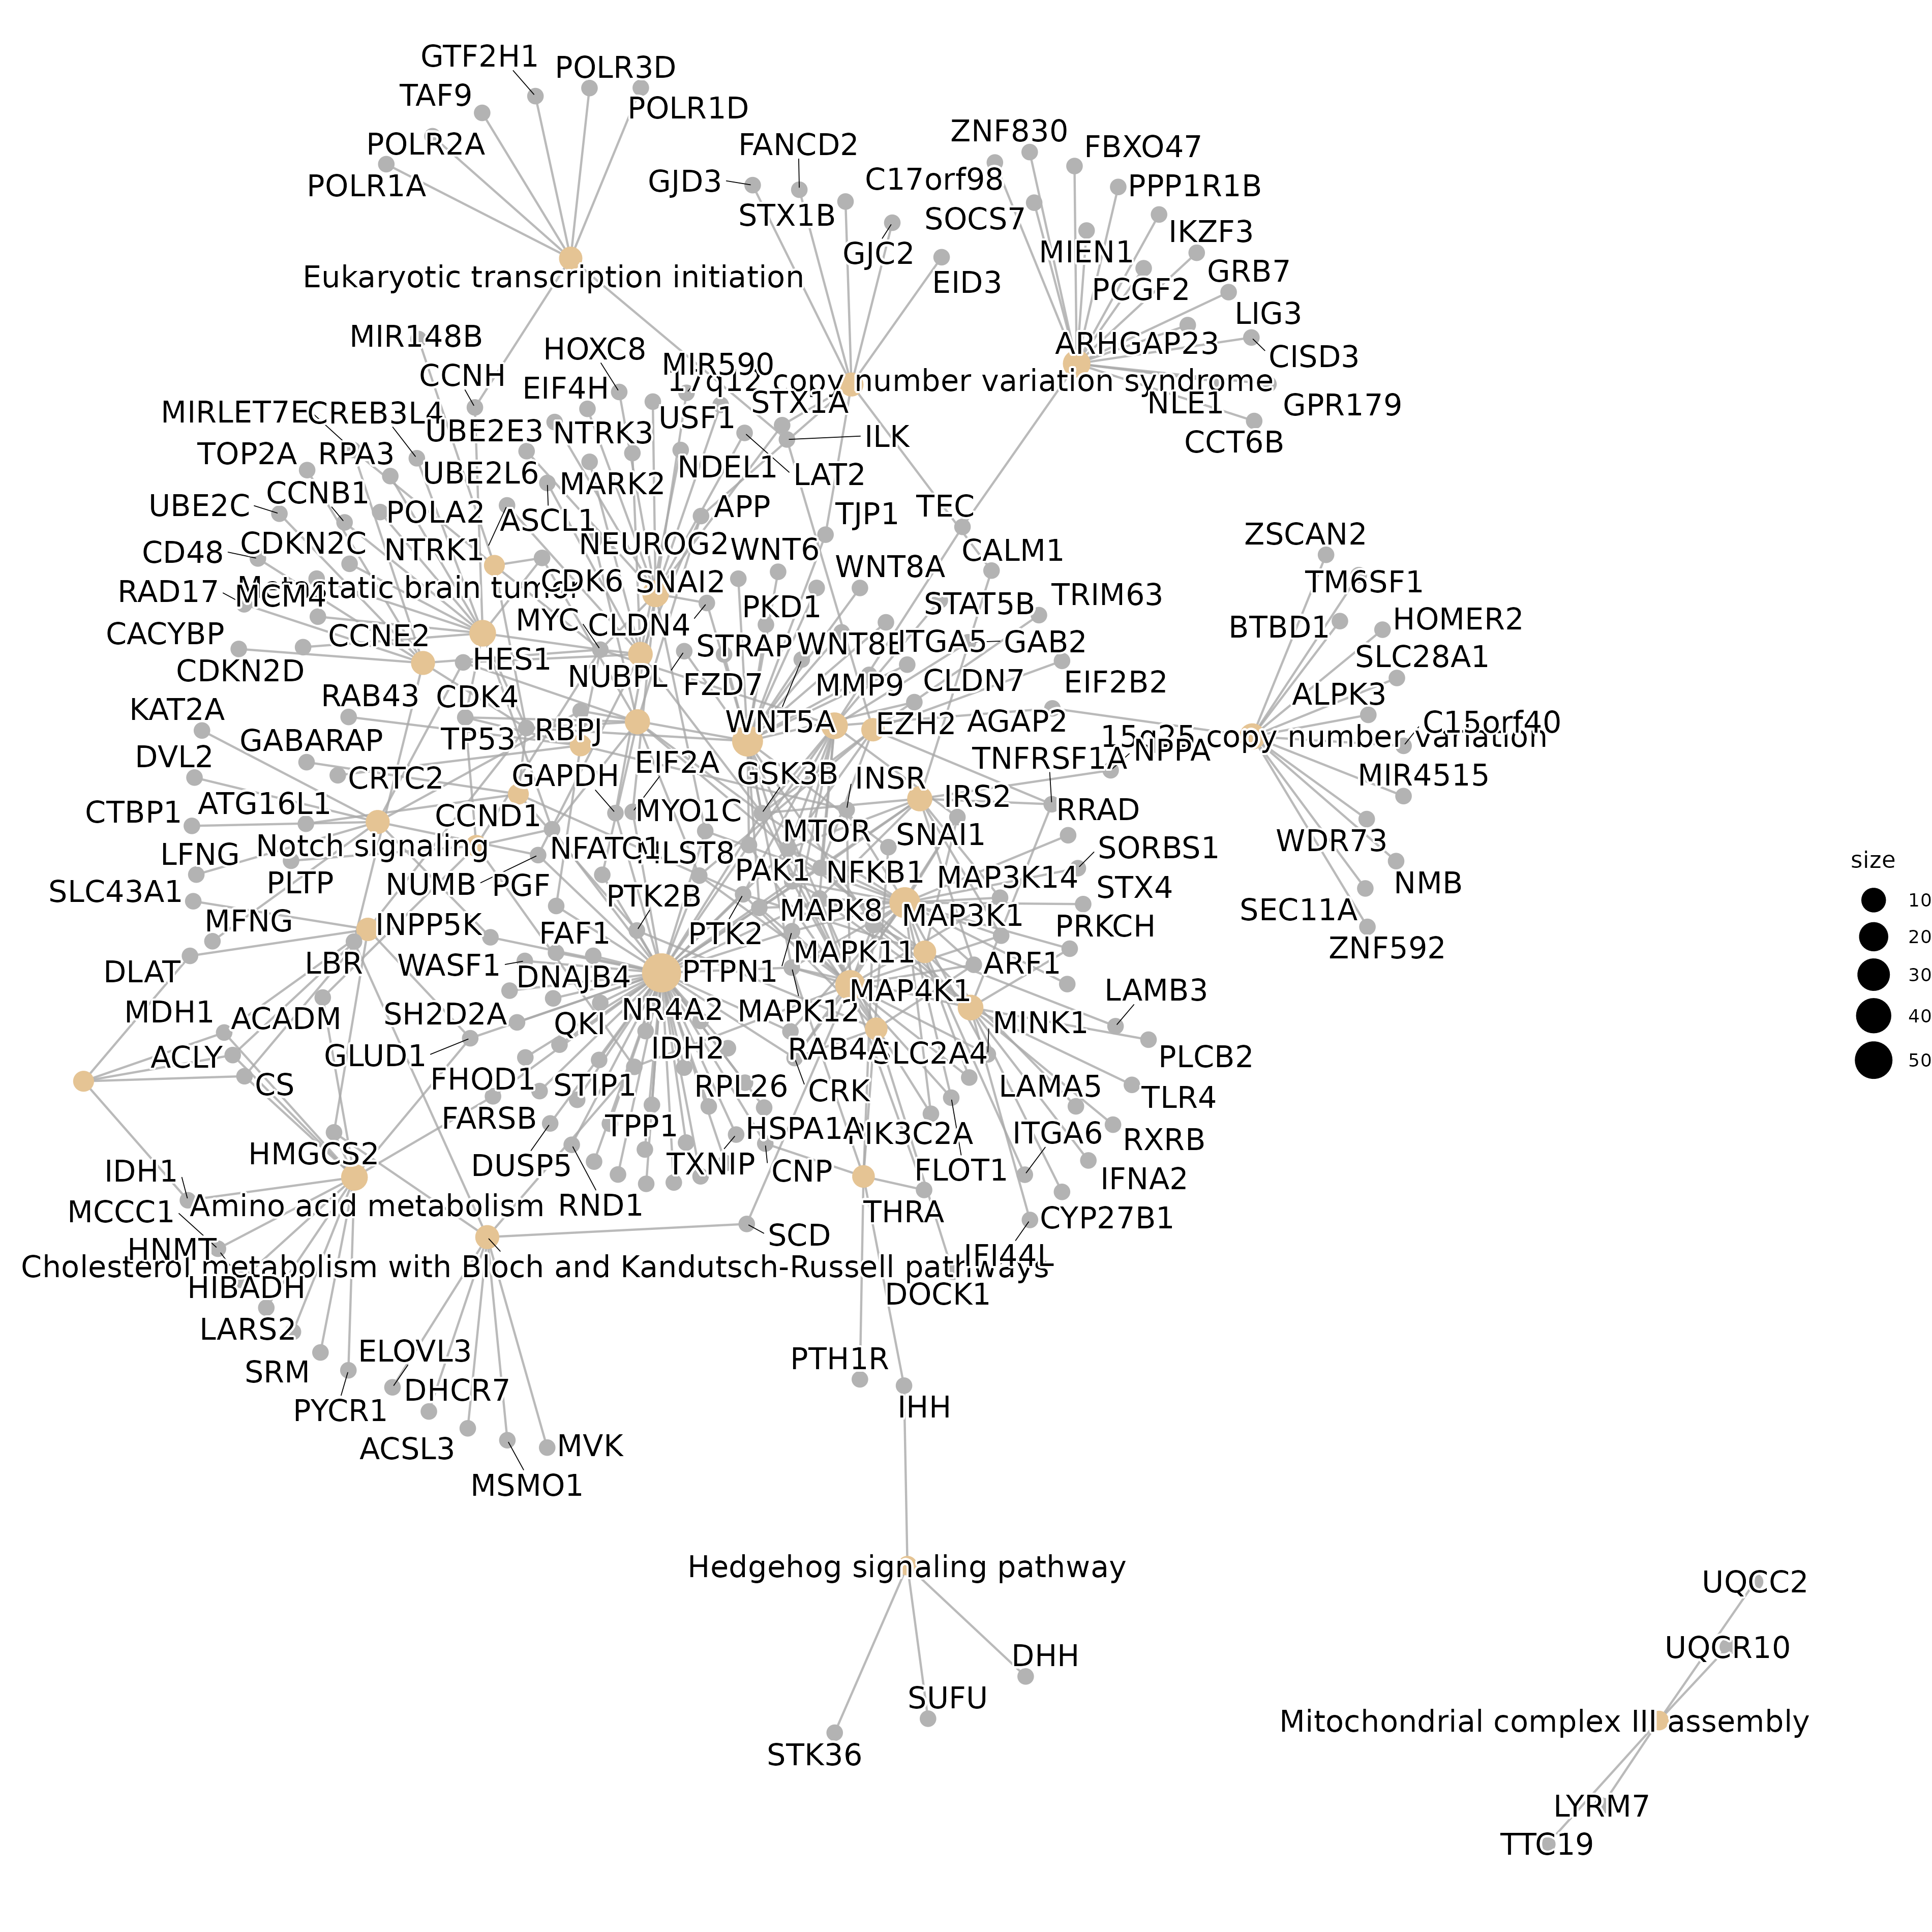 GTF2H1
POLR3D
TAF9
POLR1D
POLR2A
POLR1A
Eukaryotic transcription initiation
FANCD2
GJD3
STX1B
C17orf98
GJC2
EID3
ZNF830
FBXO47
PPP1R1B
SOCS7
IKZF3
MIEN1
GRB7
PCGF2
LIG3
ARHGAP23
CISD3
17q12 copy number variation syndrome
NLE1
GPR179
CCT6B
MIR148B
HOXC8
MIR590
CCNH
EIF4H
STX1A
MIRLET7E
CREB3L4
USF1
UBE2E3
NTRK3
ILK
TOP2A
RPA3
UBE2L6
NDEL1
LAT2
MARK2
CCNB1
UBE2C
POLA2
ASCL1
APP
TJP1
TEC
CD48
CDKN2C
NTRK1
NEUROG2
WNT6
CALM1
Metastatic brain tumor
CDK6
SNAI2
WNT8A
RAD17
MCM4
PKD1
STAT5B
TRIM63
MYC
CLDN4
CACYBP
CCNE2
STRAP
WNT8B
ITGA5
GAB2
CDKN2D
HES1
NUBPL
FZD7
MMP9
CLDN7
EIF2B2
RAB43
CDK4
KAT2A
WNT5A
EZH2
AGAP2
GABARAP
TP53
RBPJ
DVL2
CRTC2
GAPDH
EIF2A
GSK3B
INSR
TNFRSF1A
NPPA
IRS2
RRAD
CTBP1
ATG16L1
CCND1
MYO1C
MTOR
SNAI1
LFNG
Notch signaling
NFATC1
MLST8
SORBS1
PLTP
NUMB
PGF
PTK2B
PAK1
NFKB1
MAP3K14
STX4
SLC43A1
MFNG
INPP5K
FAF1
PTK2
MAPK8
MAP3K1
PRKCH
DLAT
LBR
WASF1
DNAJB4
PTPN1
MAPK11
ARF1
MAP4K1
LAMB3
MDH1
ACADM
SH2D2A
QKI
NR4A2
MAPK12
MINK1
ACLY
GLUD1
IDH2
RAB4A
SLC2A4
PLCB2
CS
FHOD1
STIP1
RPL26
CRK
LAMA5
TLR4
FARSB
TPP1
HSPA1A
PIK3C2A
ITGA6
RXRB
HMGCS2
DUSP5
TXNIP
CNP
FLOT1
IFNA2
IDH1
MCCC1
Amino acid metabolism
RND1
THRA
CYP27B1
SCD
HNMT
IFI44L
Cholesterol metabolism with Bloch and Kandutsch-Russell pathways
HIBADH
DOCK1
LARS2
SRM
ELOVL3
PTH1R
PYCR1
DHCR7
IHH
ACSL3
MVK
MSMO1
ZSCAN2
TM6SF1
BTBD1
HOMER2
SLC28A1
ALPK3
C15orf40
15q25 copy number variation
MIR4515
WDR73
NMB
SEC11A
ZNF592
Hedgehog signaling pathway
DHH
SUFU
STK36
UQCC2
UQCR10
Mitochondrial complex III assembly
LYRM7
TTC19
size
10
20
30
40
50